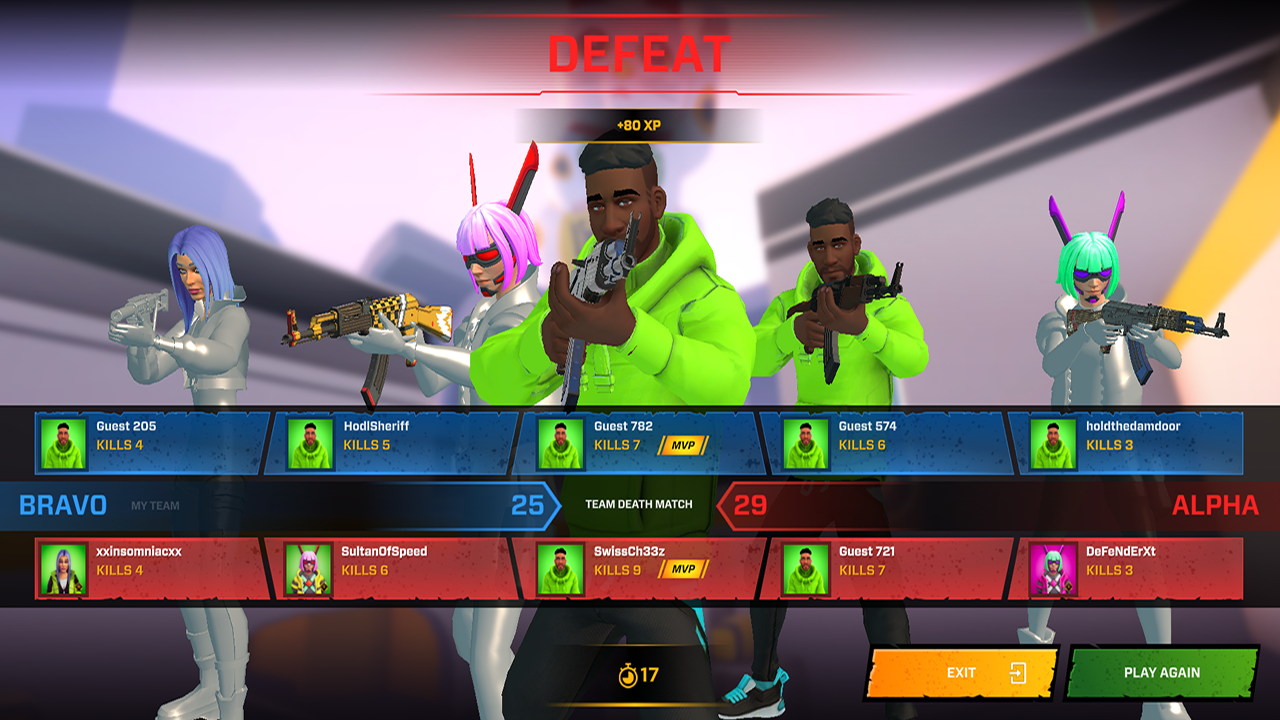 DEFEAT
+80 XP
Guest 205
KILLS 4
HodlSheriff
KILLS 5
Guest 782
KILLS 7 MVP
Guest 574
KILLS 6
holdthedamdoor
KILLS 3
BRAVO MY TEAM 25 TEAM DEATH MATCH 29 ALPHA
xxinsomniacxx
KILLS 4
SultanOfSpeed
KILLS 6
SwissCh33z
KILLS 9 MVP
Guest 721
KILLS 7
DeFeNdErXt
KILLS 3
17
EXIT
PLAY AGAIN